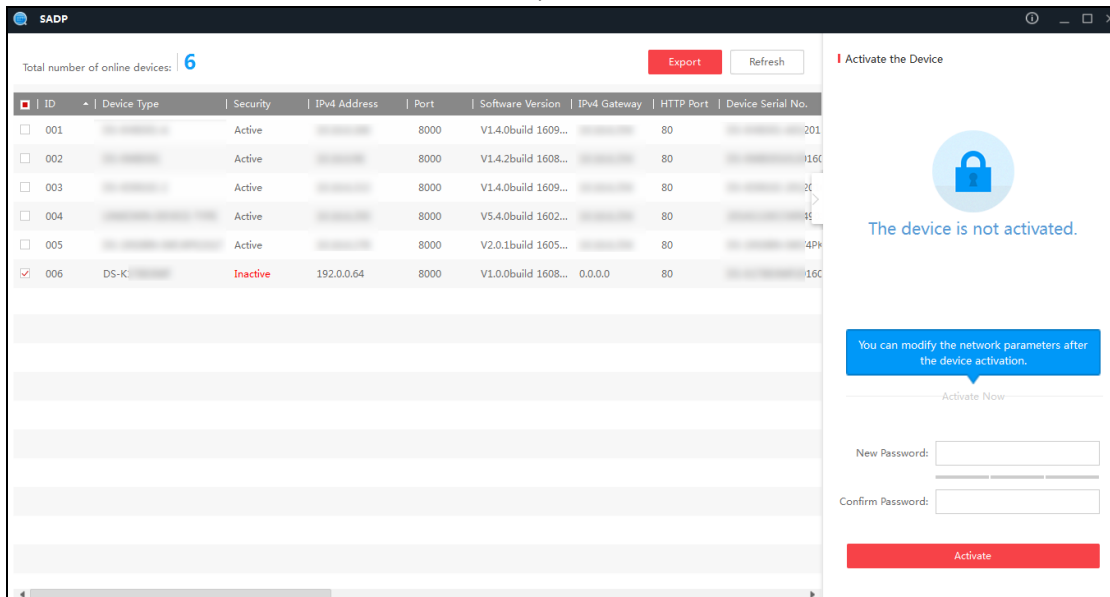 SADP
Total number of online devices: 6
Export Refresh
ID Device Type Security IPv4 Address Port Software Version IPv4 Gateway HTTP Port Device Serial No.
001 Active 8000 V1.4.0build 1609... 80 201
002 Active 8000 V1.4.2build 1608... 80 160
003 Active 8000 V1.4.0build 1609... 80
004 Active 8000 V5.4.0build 1602... 80
005 Active 8000 V2.0.1build 1605... 80
006 DS-K Inactive 192.0.0.64 8000 V1.0.0build 1608... 0.0.0.0 80 160
Activate the Device
The device is not activated.
You can modify the network parameters after
the device activation.
Activate Now
New Password:
Confirm Password:
Activate